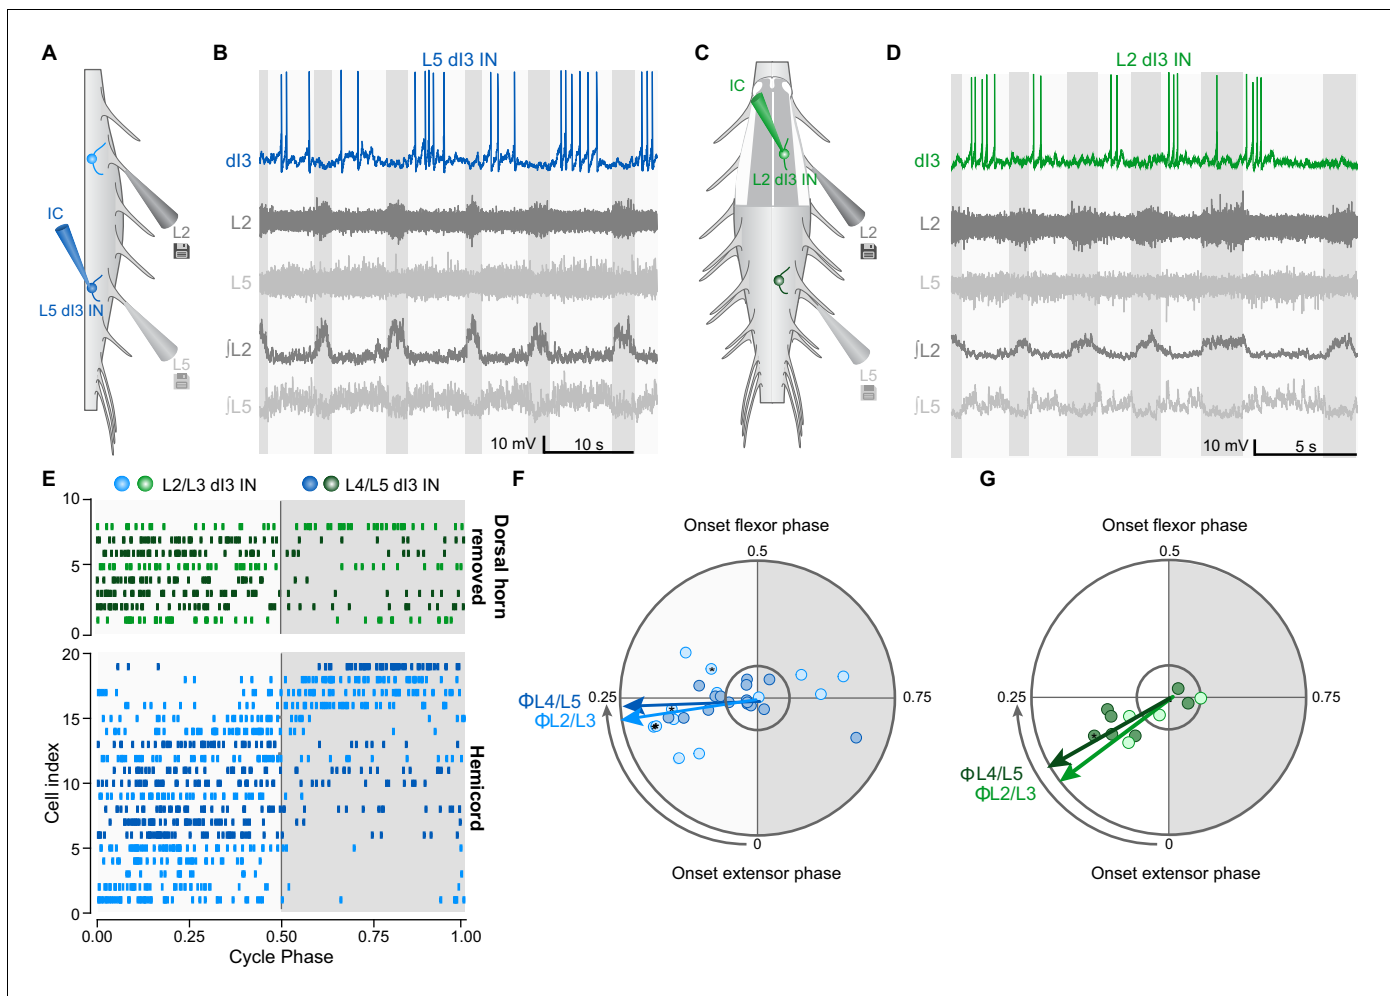 A
B
C
D
L5 dI3 IN
L2 dI3 IN
IC
L2
L5 dI3 IN
L5
dI3
L2
L5
∫L2
∫L5
10 mV
10 s
IC
L2 dI3 IN
L2
L5
dI3
L2
L5
∫L2
∫L5
10 mV
5 s
E
L2/L3 dI3 IN
L4/L5 dI3 IN
10
5
0
Dorsal horn
removed
20
15
10
5
0
Cell index
Hemicord
0.00
0.25
0.50
0.75
1.00
Cycle Phase
F
Onset flexor phase
0.5
0.25
0.75
ΦL4/L5
ΦL2/L3
*
*
*
0
Onset extensor phase
G
Onset flexor phase
0.5
0.25
0.75
*
ΦL4/L5
ΦL2/L3
0
Onset extensor phase